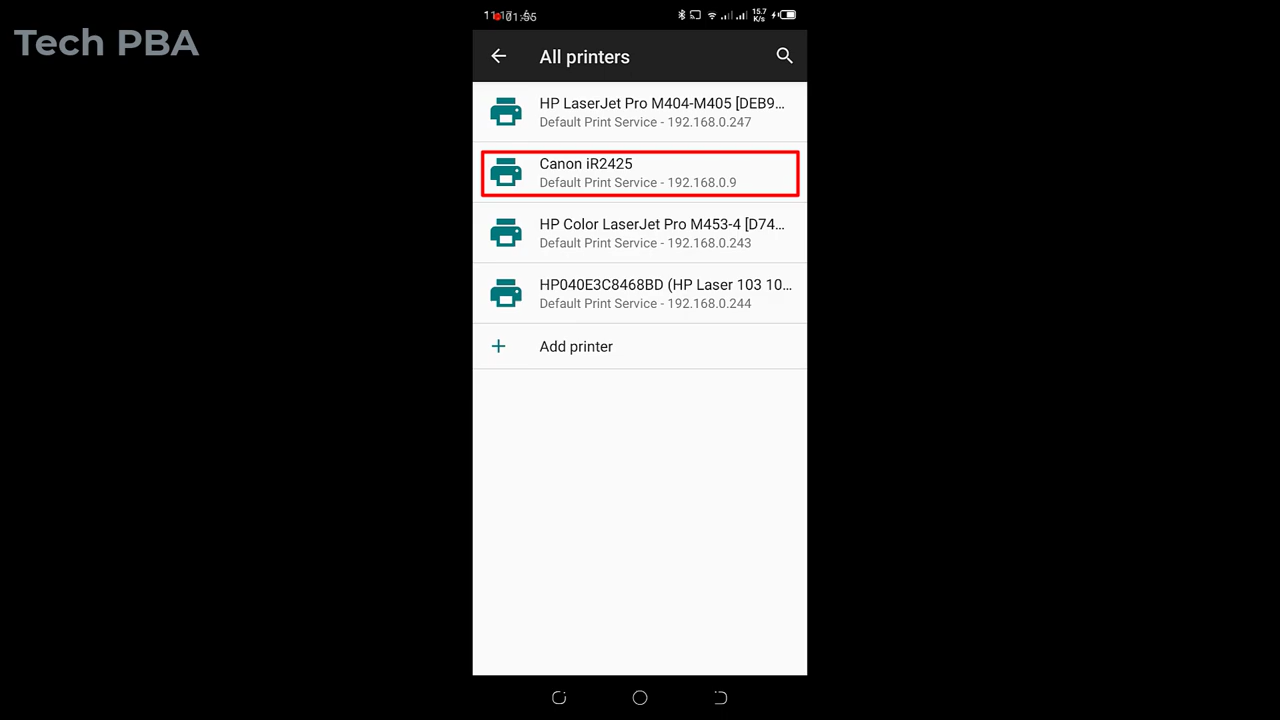 Tech PBA
15.7
K/s
All printers
HP LaserJet Pro M404-M405 [DEB9...
Default Print Service - 192.168.0.247
Canon iR2425
Default Print Service - 192.168.0.9
HP Color LaserJet Pro M453-4 [D74...
Default Print Service - 192.168.0.243
HP040E3C8468BD (HP Laser 103 10...
Default Print Service - 192.168.0.244
Add printer